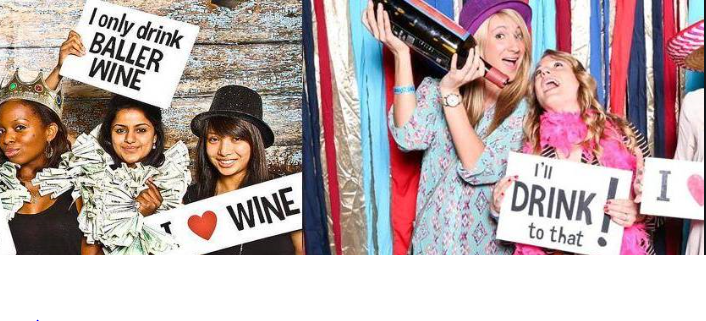 I only drink
BALLER
WINE
I ❤ WINE
I'll
DRINK!
to that
I ❤